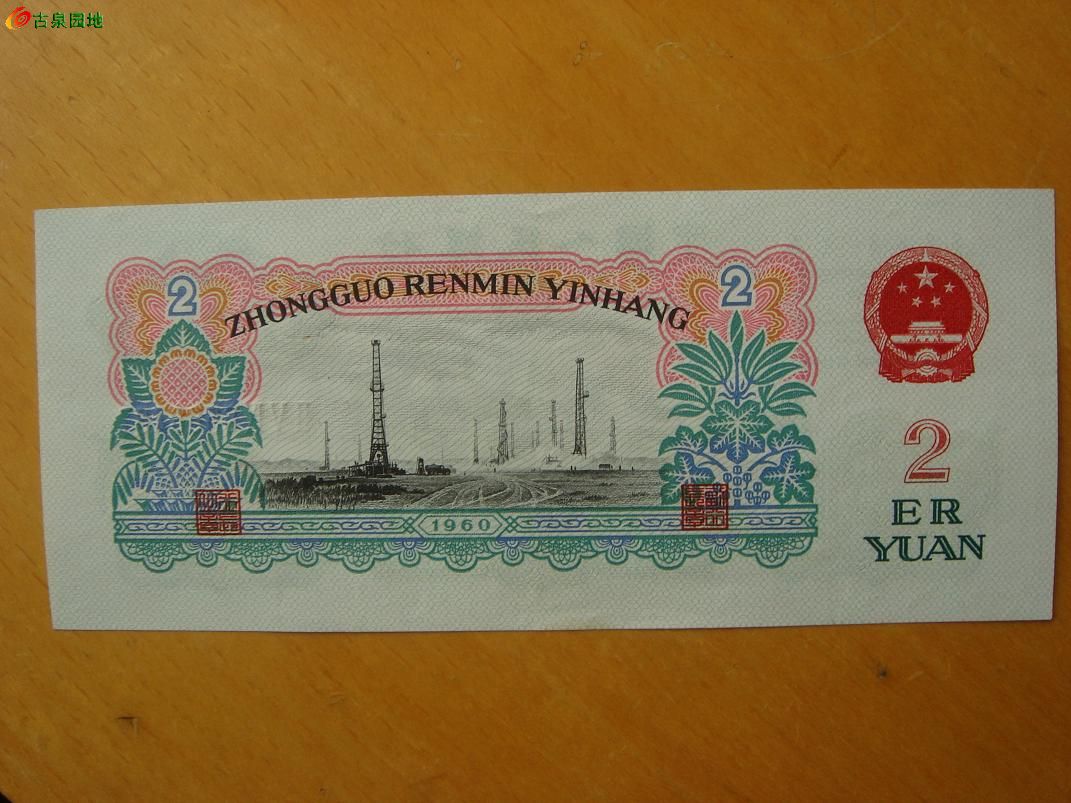 古泉园地
2
2
ZHONGGUO RENMIN YINHANG
1960
2
ER
YUAN